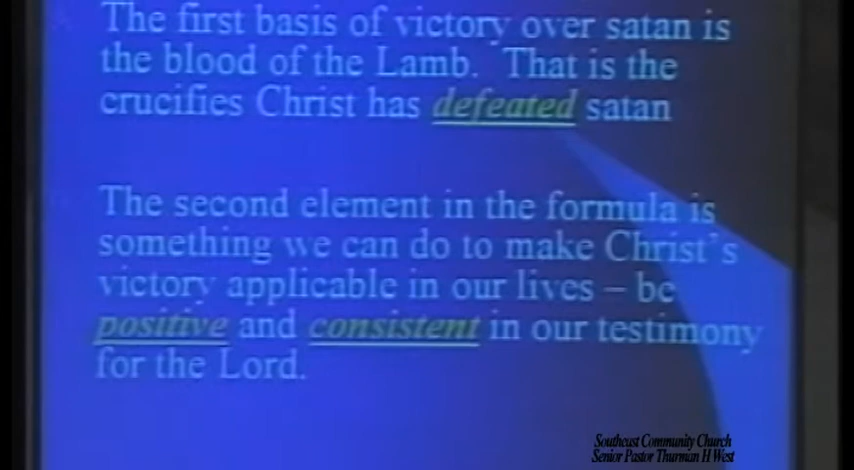 The first basis of victory over satan is
the blood of the Lamb. That is the
crucifies Christ has defeated satan
The second element in the formula is
something we can do to make Christ's
victory applicable in our lives – be
positive and consistent in our testimony
for the Lord.
Southeast Community Church
Senior Pastor Thurman H West